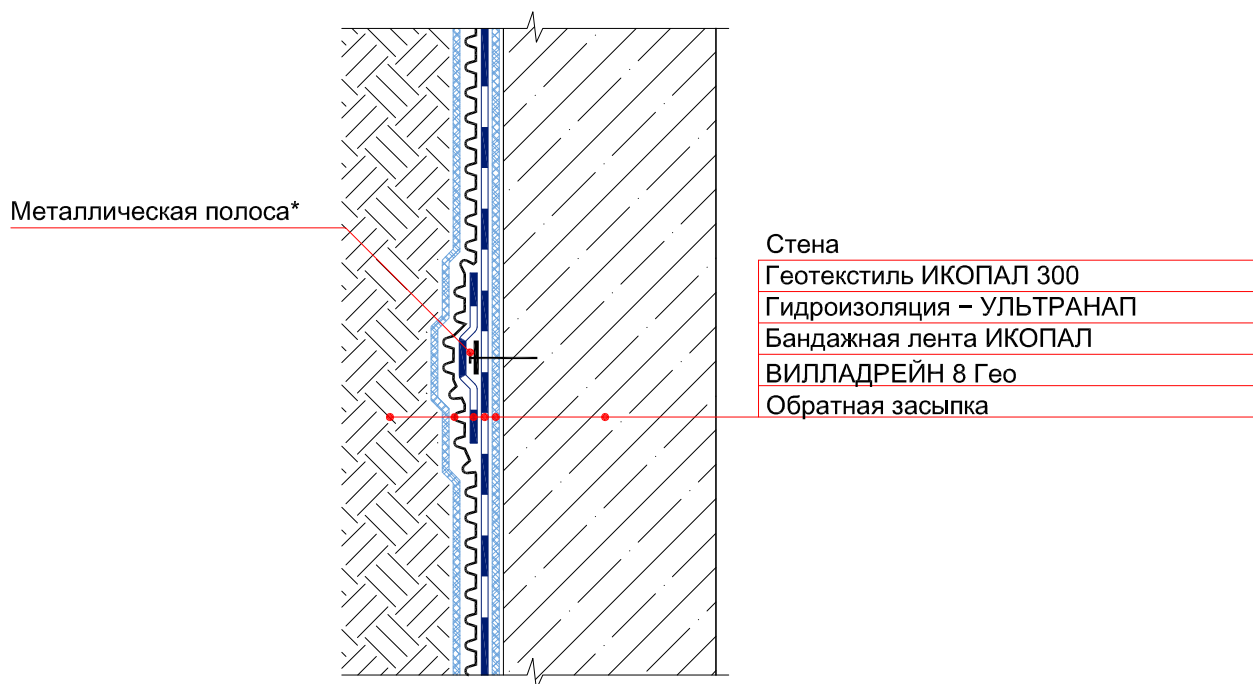 Металлическая полоса*
Стена
Геотекстиль ИКОПАЛ 300
Гидроизоляция – УЛЬТРАНАП
Бандажная лента ИКОПАЛ
ВИЛЛАДРЕЙН 8 Гео
Обратная засыпка